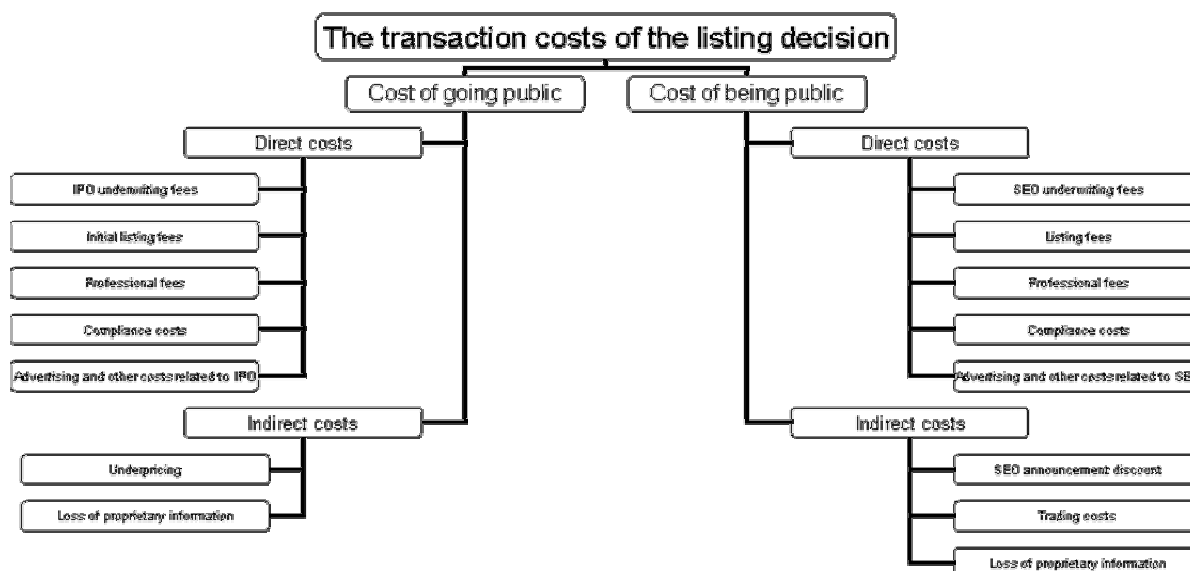 The transaction costs of the listing decision
Cost of going public
Cost of being public
Direct costs
IPO underwriting fees
Initial listing fees
Professional fees
Compliance costs
Advertising and other costs related to IPO
Indirect costs
Underpricing
Loss of proprietary information
Direct costs
SEO underwriting fees
Listing fees
Professional fees
Compliance costs
Advertising and other costs related to SE
Indirect costs
SEO announcement discount
Trading costs
Loss of proprietary information